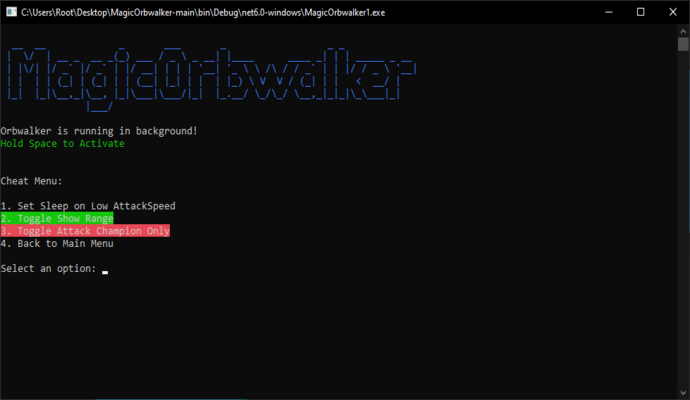 C:\Users\Root\Desktop\MagicOrbwalker-main\bin\Debug\net6.0-windows\MagicOrbwalker1.exe
MagicOrbwalker
Orbwalker is running in background!
Hold Space to Activate
Cheat Menu:
1. Set Sleep on Low AttackSpeed
2. Toggle Show Range
3. Toggle Attack Champion Only
4. Back to Main Menu
Select an option: